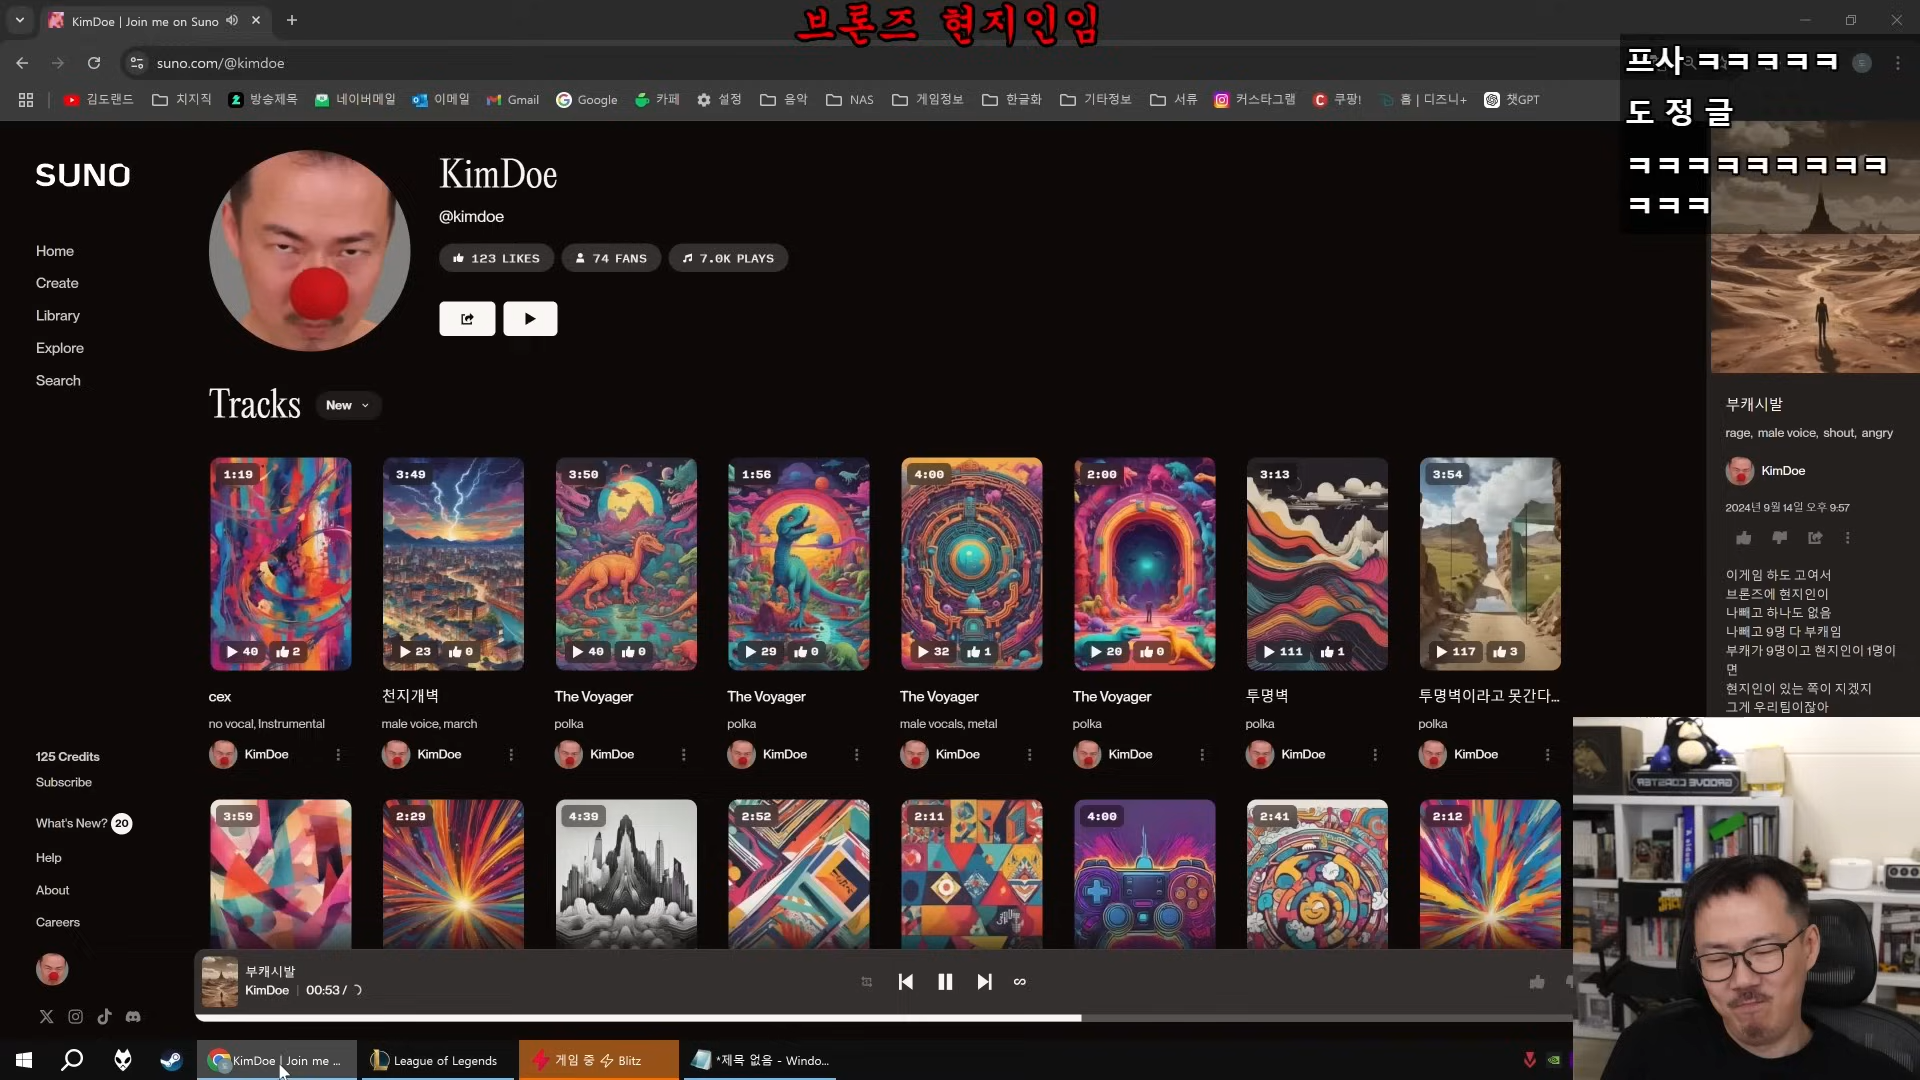 KimDoe | Join me on Suno
브론즈 현지인임
suno.com/@kimdoe
김도랜드
치지직
방송제목
네이버메일
이메일
Gmail
Google
카페
설정
음악
NAS
게임정보
한글화
기타정보
서류
커스타그램
쿠팡!
홈 | 디즈니+
챗GPT
프사 ㅋㅋㅋㅋㅋ
도 정 글
ㅋㅋㅋㅋㅋㅋㅋㅋㅋ
ㅋㅋㅋ
SUNO
Home
Create
Library
Explore
Search
KimDoe
@kimdoe
123 LIKES
74 FANS
7.0K PLAYS
Tracks
New
1:19
3:49
3:50
1:56
4:00
2:00
3:13
3:54
40 2
23 0
40 0
29 0
32 1
20 0
111 1
117 3
cex
천지개벽
The Voyager
The Voyager
The Voyager
The Voyager
투명벽
투명벽이라고 못간다...
no vocal, Instrumental
male voice, march
polka
polka
male vocals, metal
polka
polka
polka
KimDoe
KimDoe
KimDoe
KimDoe
KimDoe
KimDoe
KimDoe
KimDoe
3:59
2:29
4:39
2:52
2:11
4:00
2:41
2:12
125 Credits
Subscribe
What's New? 20
Help
About
Careers
부캐시발
rage, male voice, shout, angry
KimDoe
2024년 9월 14일 오후 9:57
이게임 하도 고여서
브론즈에 현지인이
나빼고 하나도 없음
나빼고 9명 다 부캐임
부캐가 9명이고 현지인이 1명이
면
현지인이 있는 쪽이 지겠지
그게 우리팀이잖아
GROOVE COASTER
부캐시발
KimDoe | 00:53 /
KimDoe | Join me ...
League of Legends
게임 중 Blitz
*제목 없음 - Windo...